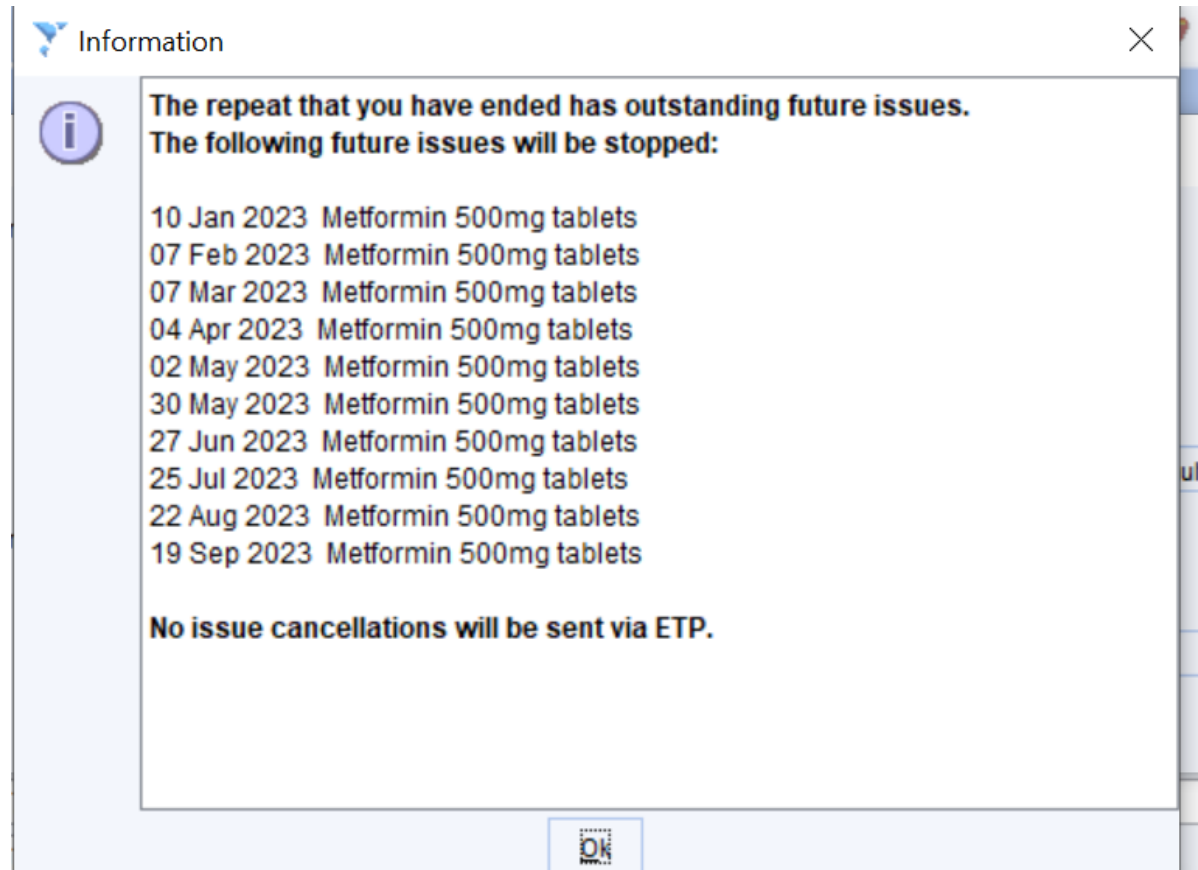 Information
The repeat that you have ended has outstanding future issues.
The following future issues will be stopped:
10 Jan 2023 Metformin 500mg tablets
07 Feb 2023 Metformin 500mg tablets
07 Mar 2023 Metformin 500mg tablets
04 Apr 2023 Metformin 500mg tablets
02 May 2023 Metformin 500mg tablets
30 May 2023 Metformin 500mg tablets
27 Jun 2023 Metformin 500mg tablets
25 Jul 2023 Metformin 500mg tablets
22 Aug 2023 Metformin 500mg tablets
19 Sep 2023 Metformin 500mg tablets
No issue cancellations will be sent via ETP.
Ok